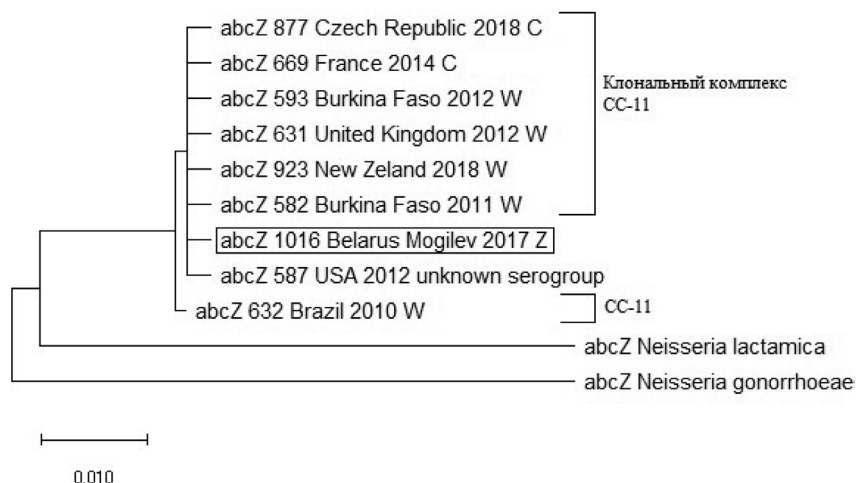 abcZ 877 Czech Republic 2018 C
abcZ 669 France 2014 C
abcZ 593 Burkina Faso 2012 W
abcZ 631 United Kingdom 2012 W
abcZ 923 New Zeland 2018 W
abcZ 582 Burkina Faso 2011 W
Клональный комплекс
СС-11
abcZ 1016 Belarus Mogilev 2017 Z
abcZ 587 USA 2012 unknown serogroup
abcZ 632 Brazil 2010 W
СС-11
abcZ Neisseria lactamica
abcZ Neisseria gonorrhoeae
0.010